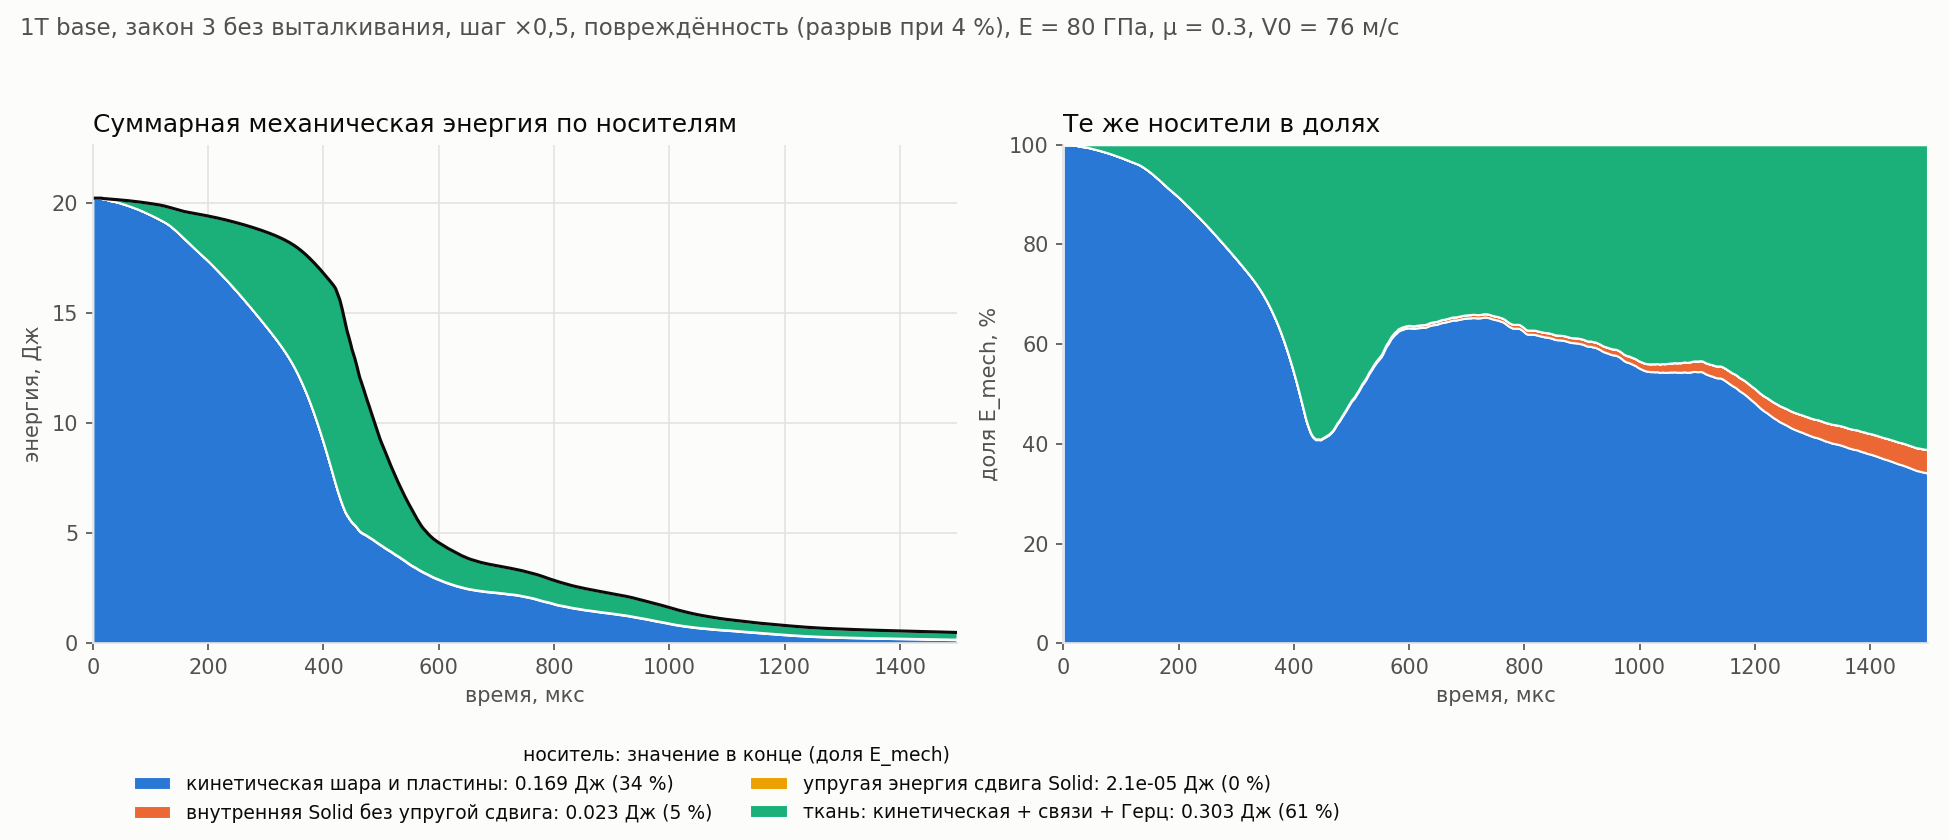 1T base, закон 3 без выталкивания, шаг ×0,5, повреждённость (разрыв при 4 %), E = 80 ГПа, μ = 0.3, V0 = 76 м/с
Суммарная механическая энергия по носителям
энергия, Дж
20
15
10
5
0
0 200 400 600 800 1000 1200 1400
время, мкс
Те же носители в долях
доля E_mech, %
100
80
60
40
20
0
0 200 400 600 800 1000 1200 1400
время, мкс
носитель: значение в конце (доля E_mech)
кинетическая шара и пластины: 0.169 Дж (34 %)
внутренняя Solid без упругой сдвига: 0.023 Дж (5 %)
упругая энергия сдвига Solid: 2.1e-05 Дж (0 %)
ткань: кинетическая + связи + Герц: 0.303 Дж (61 %)